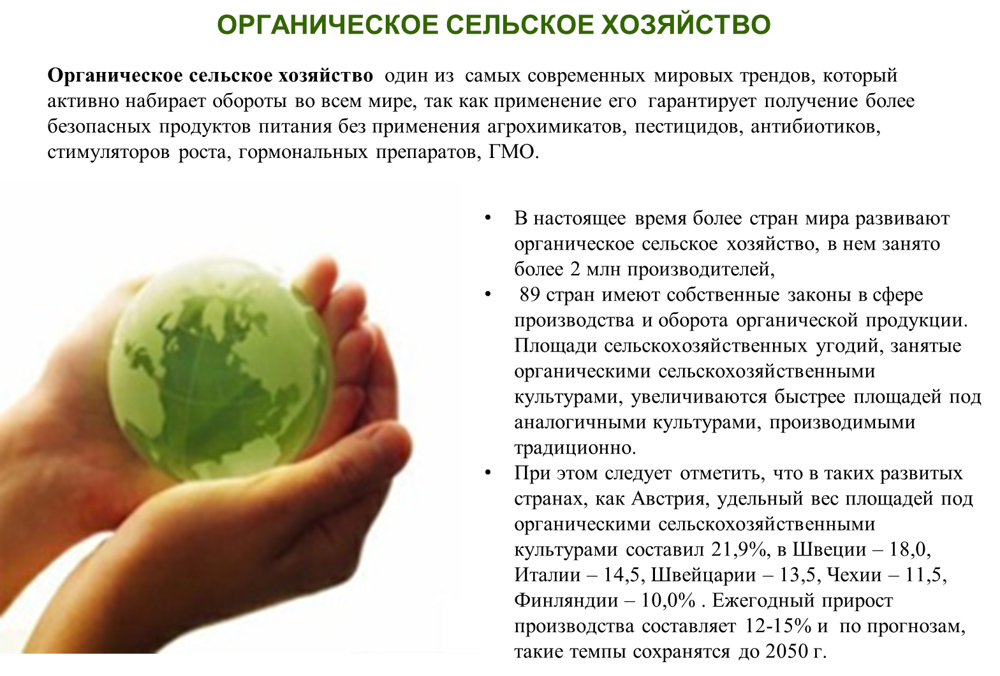 ОРГАНИЧЕСКОЕ СЕЛЬСКОЕ ХОЗЯЙСТВО
Органическое сельское хозяйство один из самых современных мировых трендов, который
активно набирает обороты во всем мире, так как применение его гарантирует получение более
безопасных продуктов питания без применения агрохимикатов, пестицидов, антибиотиков,
стимуляторов роста, гормональных препаратов, ГМО.
• В настоящее время более стран мира развивают
органическое сельское хозяйство, в нем занято
более 2 млн производителей,
• 89 стран имеют собственные законы в сфере
производства и оборота органической продукции.
Площади сельскохозяйственных угодий, занятые
органическими сельскохозяйственными
культурами, увеличиваются быстрее площадей под
аналогичными культурами, производимыми
традиционно.
• При этом следует отметить, что в таких развитых
странах, как Австрия, удельный вес площадей под
органическими сельскохозяйственными
культурами составил 21,9%, в Швеции – 18,0,
Италии – 14,5, Швейцарии – 13,5, Чехии – 11,5,
Финляндии – 10,0% . Ежегодный прирост
производства составляет 12-15% и по прогнозам,
такие темпы сохранятся до 2050 г.